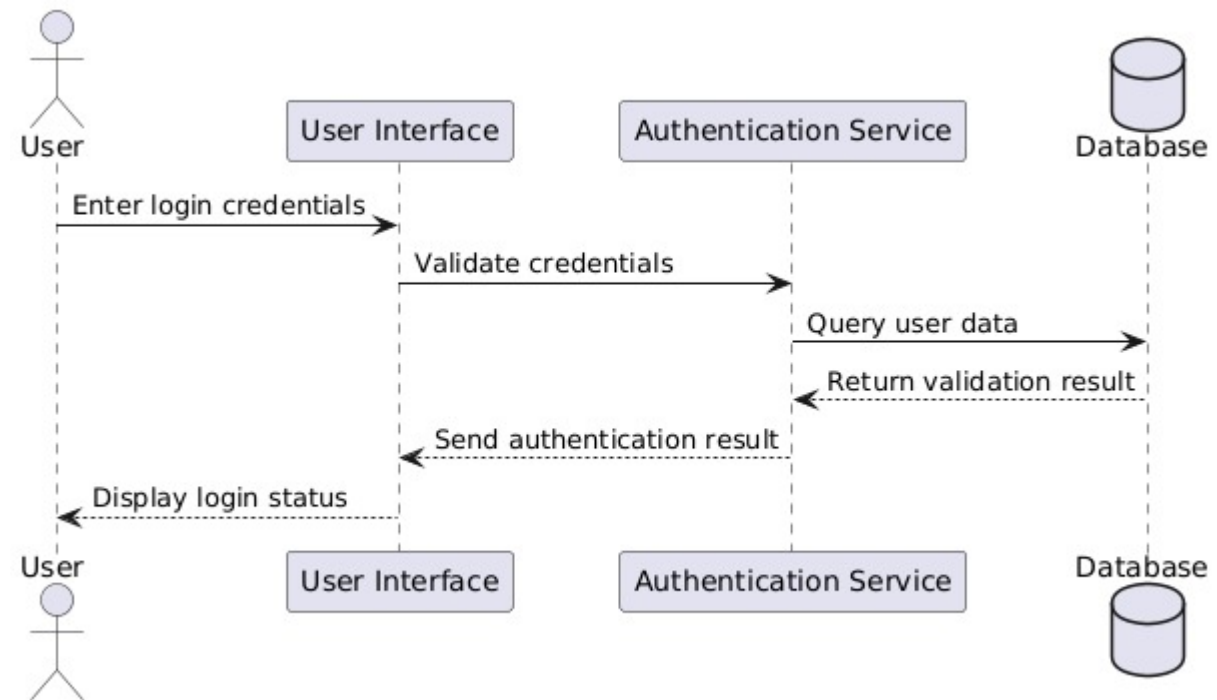 User
User Interface
Authentication Service
Database
Enter login credentials
Validate credentials
Query user data
Return validation result
Send authentication result
Display login status
User
User Interface
Authentication Service
Database